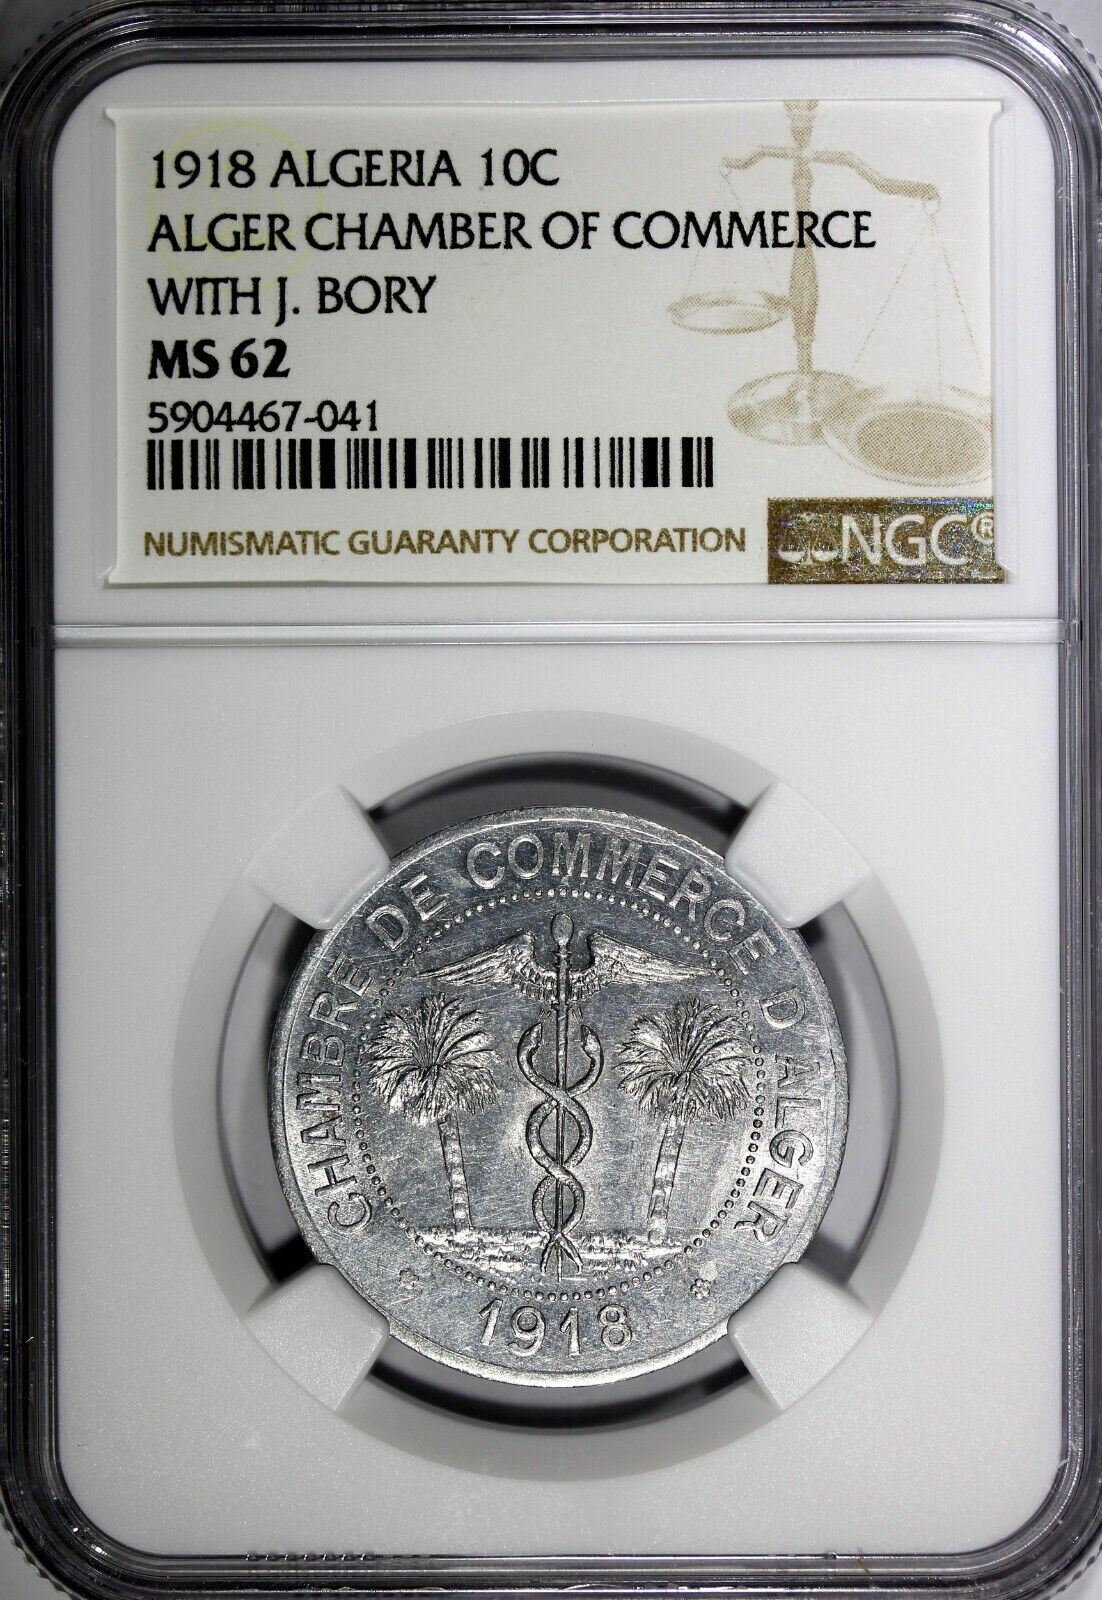 1918 ALGERIA 10C
ALGER CHAMBER OF COMMERCE
WITH J. BORY
MS 62
5904467-041
NUMISMATIC GUARANTY CORPORATION
NGC®
CHAMBRE DE COMMERCE D ALGER
* 1918 *